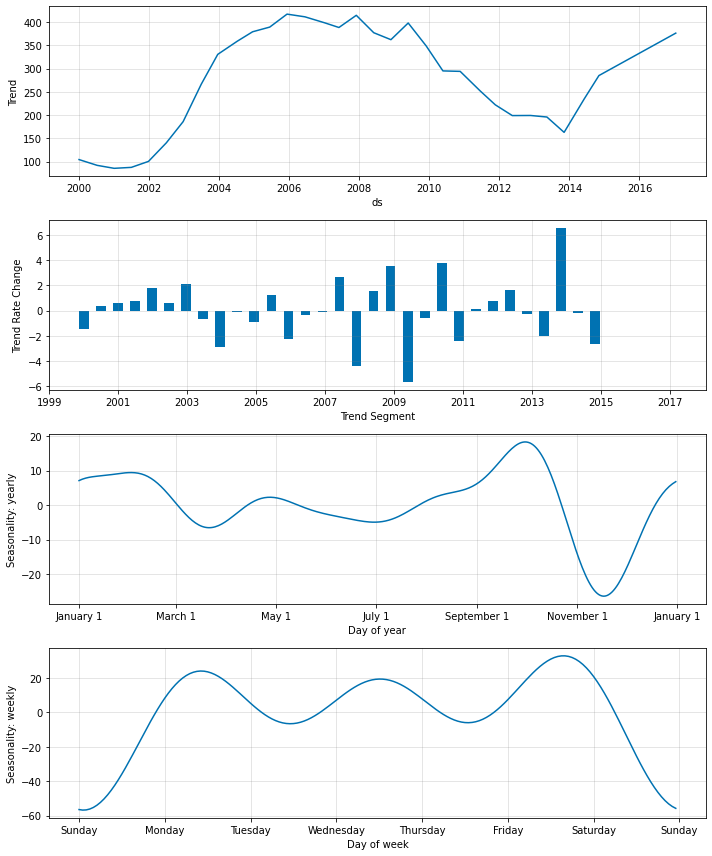 400
350
300
250
200
150
100
Trend
2000 2002 2004 2006 2008 2010 2012 2014 2016
ds
6
4
2
0
−2
−4
−6
Trend Rate Change
1999 2001 2003 2005 2007 2009 2011 2013 2015 2017
Trend Segment
20
10
0
−10
−20
Seasonality: yearly
January 1 March 1 May 1 July 1 September 1 November 1 January 1
Day of year
20
0
−20
−40
−60
Seasonality: weekly
Sunday Monday Tuesday Wednesday Thursday Friday Saturday Sunday
Day of week